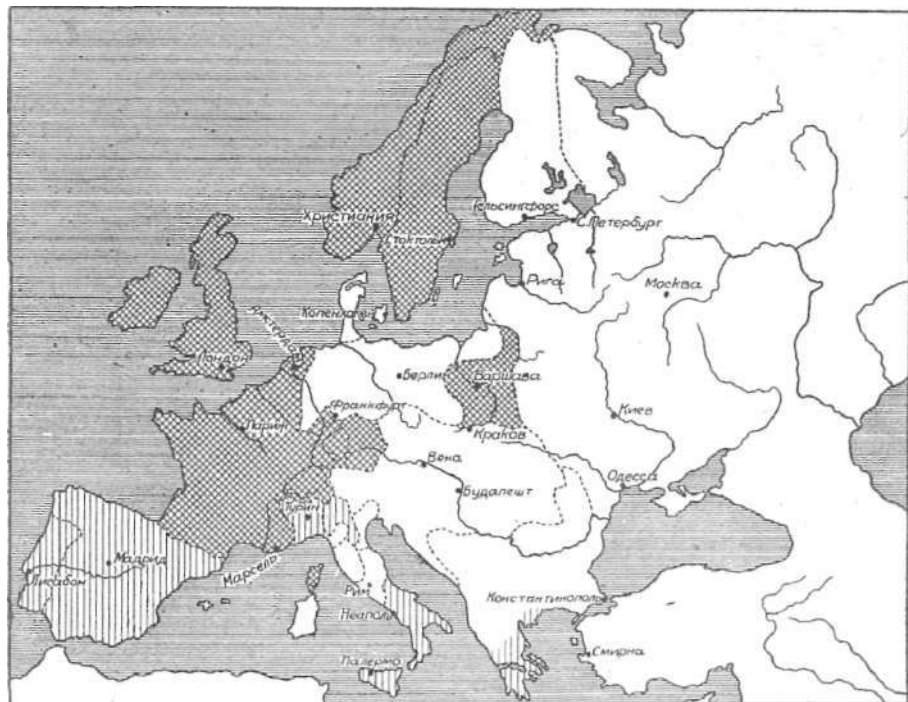 Христиания
Стокгольм
Гельсингфорс
С.Петербург
Рига
Москва
Копенгаген
Амстердам
Лондон
Берлин
Варшава
Франкфурт
Париж
Краков
Киев
Вена
Будапешт
Одесса
Турин
Марсель
Мадрид
Лисабон
Рим
Неаполь
Константинополь
Палермо
Смирна